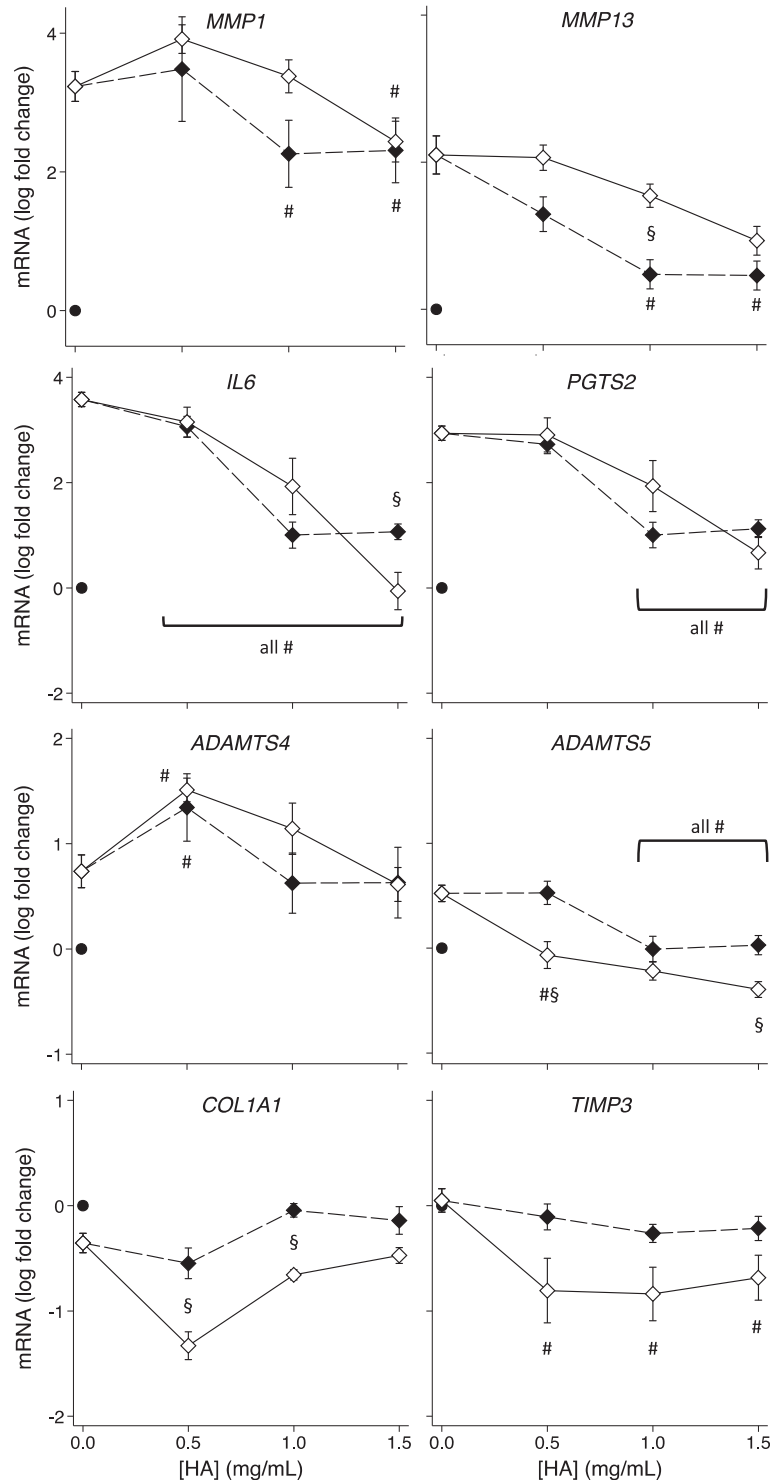 MMP1
MMP13
mRNA (log fold change)
4
2
0
#
#
#
§
#
#
IL6
PGTS2
mRNA (log fold change)
4
2
0
-2
§
all #
all #
ADAMTS4
ADAMTS5
mRNA (log fold change)
2
1
0
-1
#
#
all #
#§
§
COL1A1
TIMP3
mRNA (log fold change)
1
0
-1
-2
§
§
#
#
#
0.0 0.5 1.0 1.5
0.0 0.5 1.0 1.5
[HA] (mg/mL)
[HA] (mg/mL)